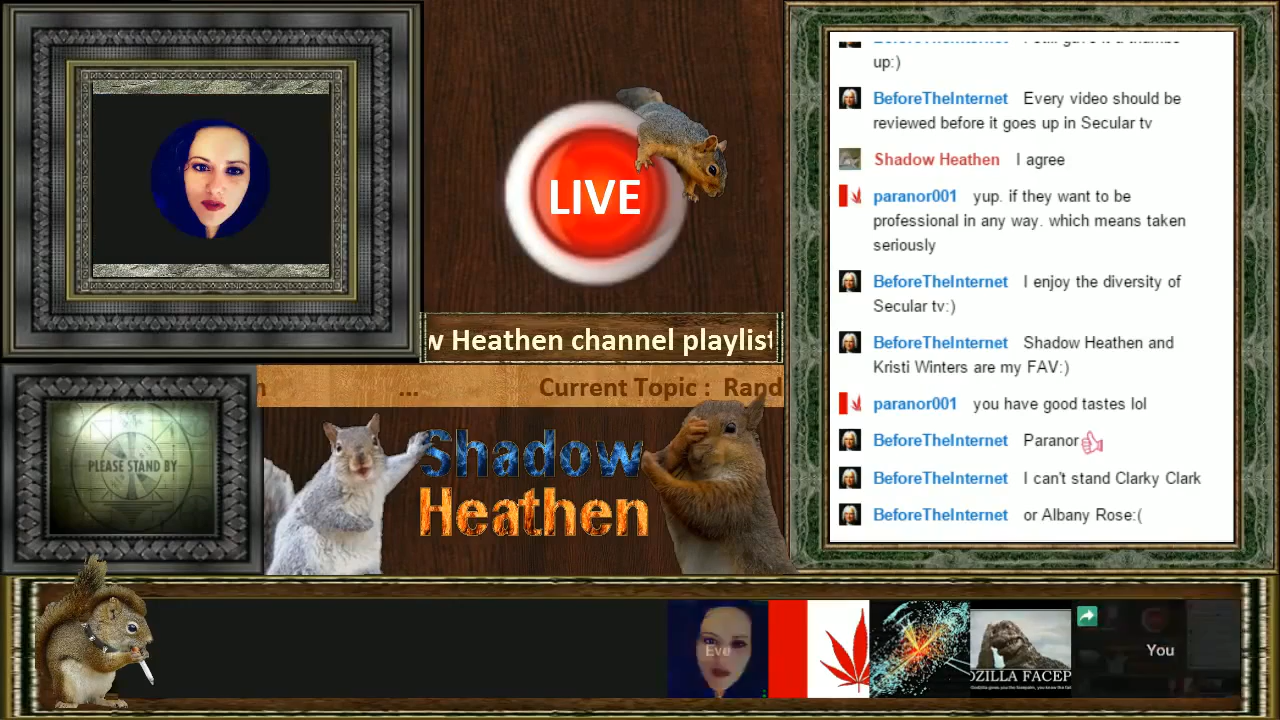 LIVE
w Heathen channel playlist
... Current Topic : Rand
PLEASE STAND BY
Shadow
Heathen
up:)
BeforeTheInternet Every video should be
reviewed before it goes up in Secular tv
Shadow Heathen I agree
paranor001 yup. if they want to be
professional in any way. which means taken
seriously
BeforeTheInternet I enjoy the diversity of
Secular tv:)
BeforeTheInternet Shadow Heathen and
Kristi Winters are my FAV:)
paranor001 you have good tastes lol
BeforeTheInternet Paranor
BeforeTheInternet I can't stand Clarky Clark
BeforeTheInternet or Albany Rose:(
Eve
OZILLA FACEP
You